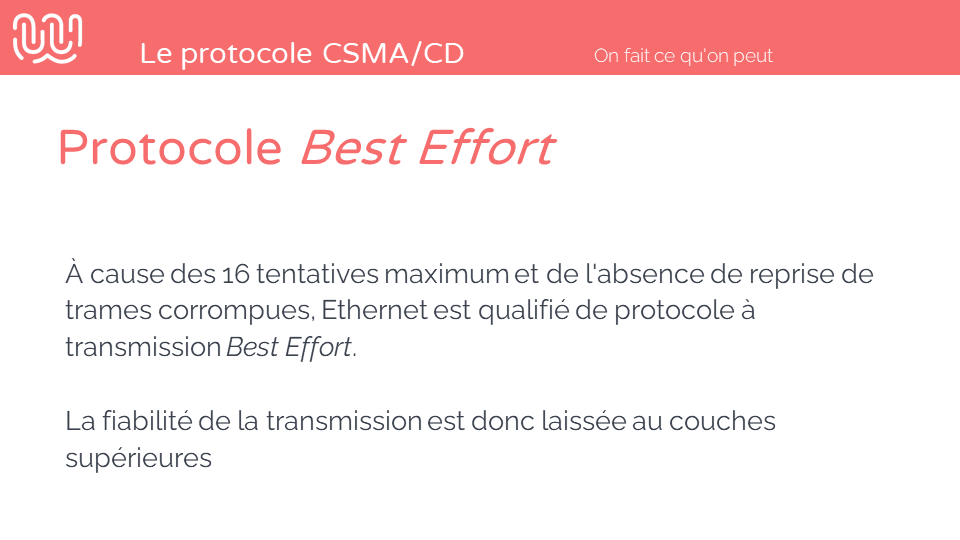 Le protocole CSMA/CD
On fait ce qu'on peut
Protocole Best Effort
À cause des 16 tentatives maximum et de l'absence de reprise de
trames corrompues, Ethernet est qualifié de protocole à
transmission Best Effort.
La fiabilité de la transmission est donc laissée au couches
supérieures